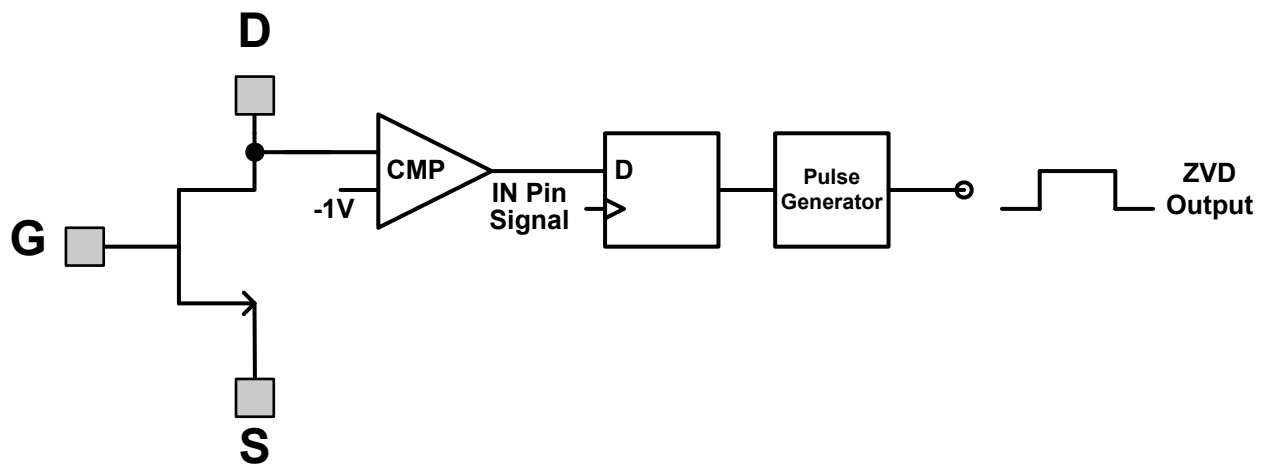 D
G
S
CMP
-1V
IN Pin
Signal
D
Pulse
Generator
ZVD
Output